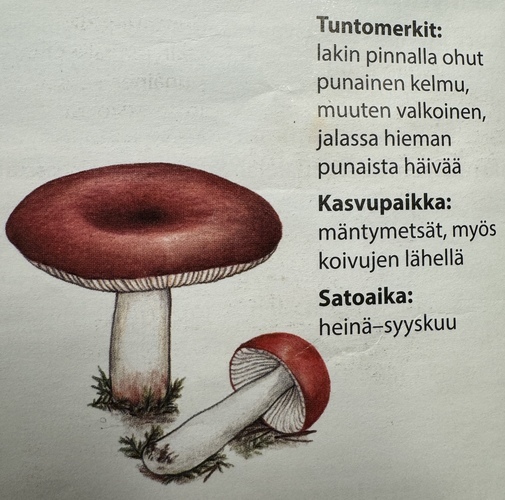 Tuntomerkit:
lakin pinnalla ohut
punainen kelmu,
muuten valkoinen,
jalassa hieman
punaista häivää
Kasvupaikka:
mäntymetsät, myös
koivujen lähellä
Satoaika:
heinä–syyskuu